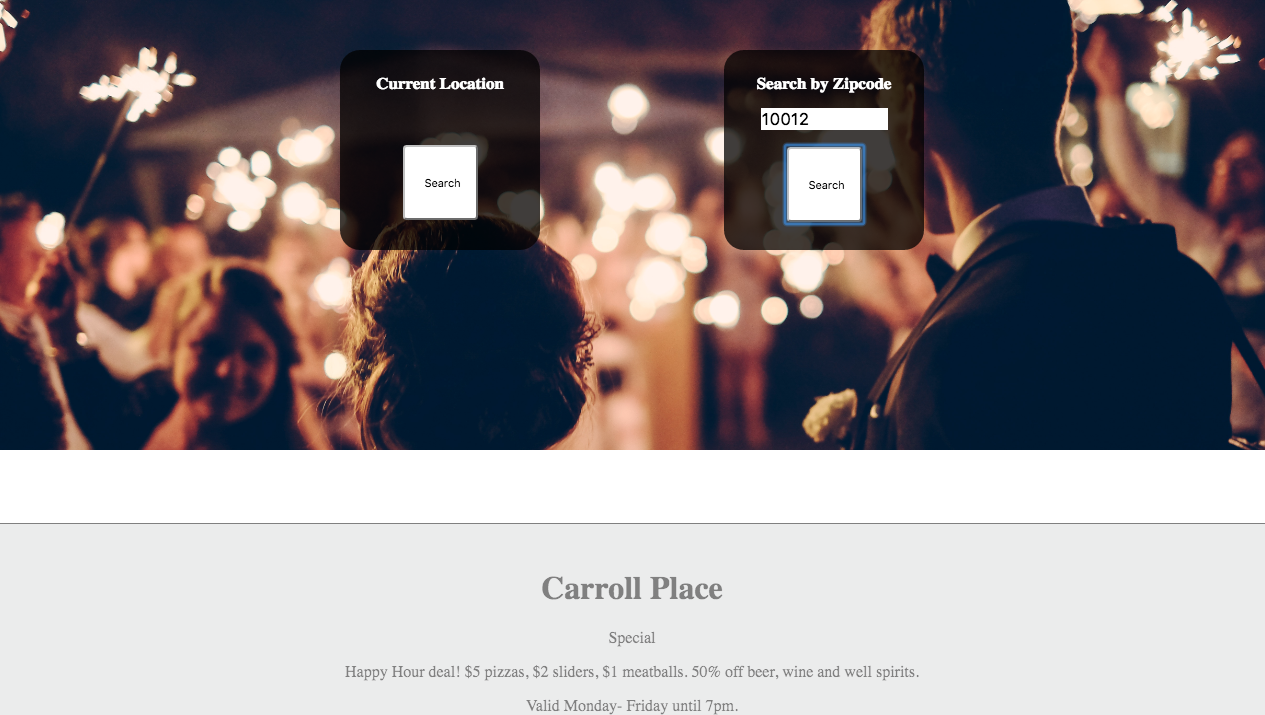 Current Location
Search
Search by Zipcode
10012
Search
Carroll Place
Special
Happy Hour deal! $5 pizzas, $2 sliders, $1 meatballs. 50% off beer, wine and well spirits.
Valid Monday- Friday until 7pm.